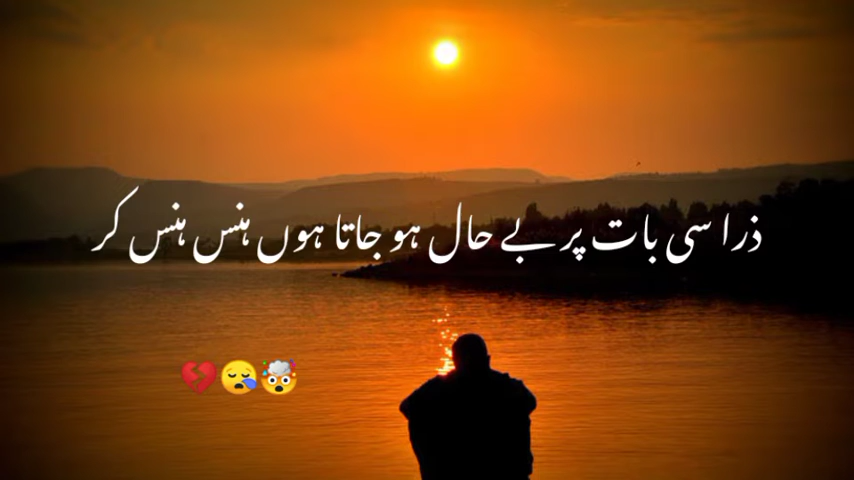 ذرا سی بات پر بے حال ہو جاتا ہوں ہنس ہنس کر